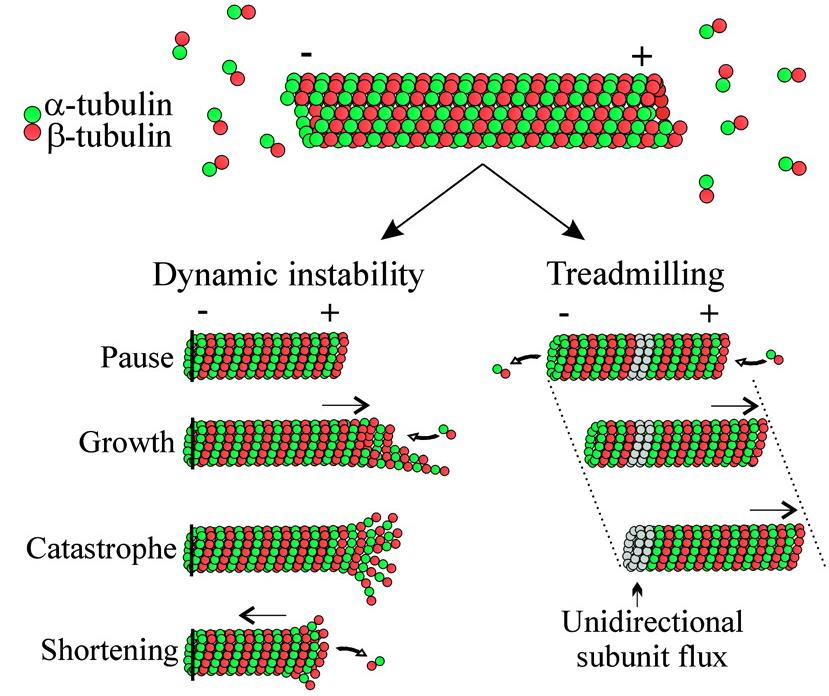 - +
α-tubulin
β-tubulin
Dynamic instability
- +
Pause
Growth
Catastrophe
Shortening
Treadmilling
- +
Unidirectional
subunit flux